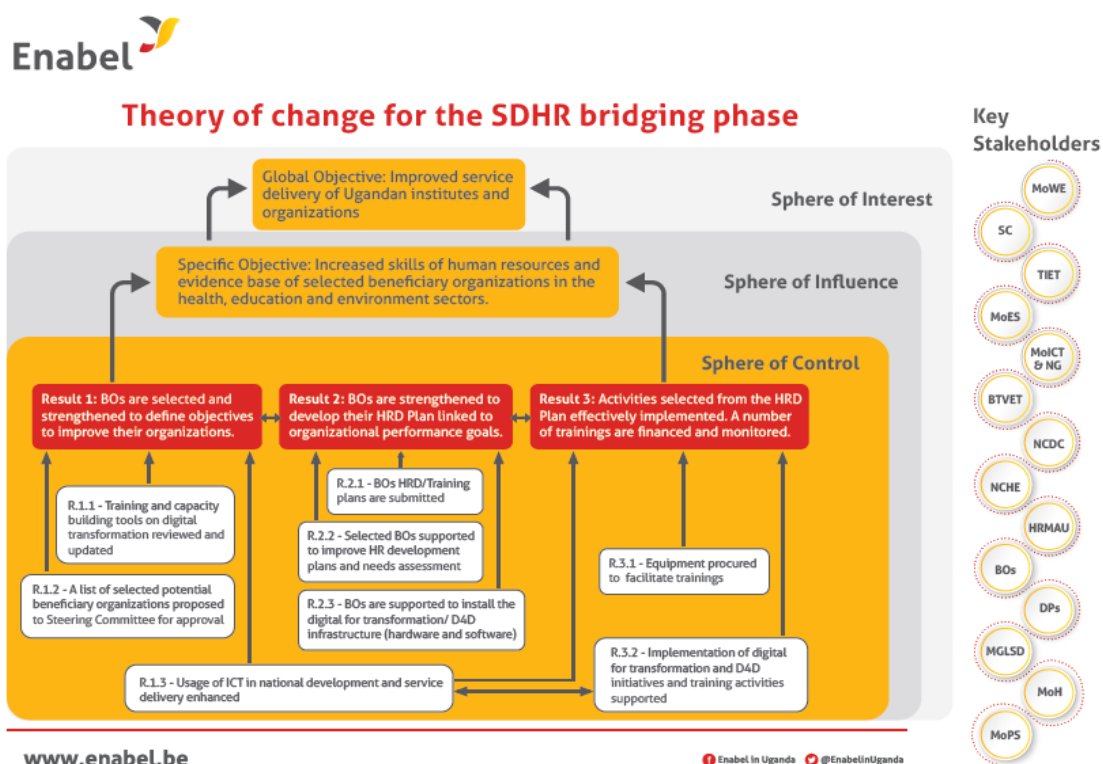 Enabel
Theory of change for the SDHR bridging phase
Global Objective: Improved service
delivery of Ugandan institutes and
organizations
Sphere of Interest
Specific Objective: Increased skills of human resources and
evidence base of selected beneficiary organizations in the
health, education and environment sectors.
Sphere of Influence
Sphere of Control
Result 1: BOs are selected and
strengthened to define objectives
to improve their organizations.
Result 2: BOs are strengthened to
develop their HRD Plan linked to
organizational performance goals.
Result 3: Activities selected from the HRD
Plan effectively implemented. A number
of trainings are financed and monitored.
R.1.1 - Training and capacity
building tools on digital
transformation reviewed and
updated
R.1.2 - A list of selected potential
beneficiary organizations proposed
to Steering Committee for approval
R.1.3 - Usage of ICT in national development and service
delivery enhanced
R.2.1 - BOs HRD/Training
plans are submitted
R.2.2 - Selected BOs supported
to improve HR development
plans and needs assessment
R.2.3 - BOs are supported to install the
digital for transformation/ D4D
infrastructure (hardware and software)
R.3.1 - Equipment procured
to facilitate trainings
R.3.2 - Implementation of digital
for transformation and D4D
initiatives and training activities
supported
Key
Stakeholders
MoWE
SC
TIET
MoES
MoICT
& NG
BTVET
NCDC
NCHE
HRMAU
BOs
DPs
MGLSD
MoH
MoPS
www.enabel.be
Enabel in Uganda
@EnabelinUganda